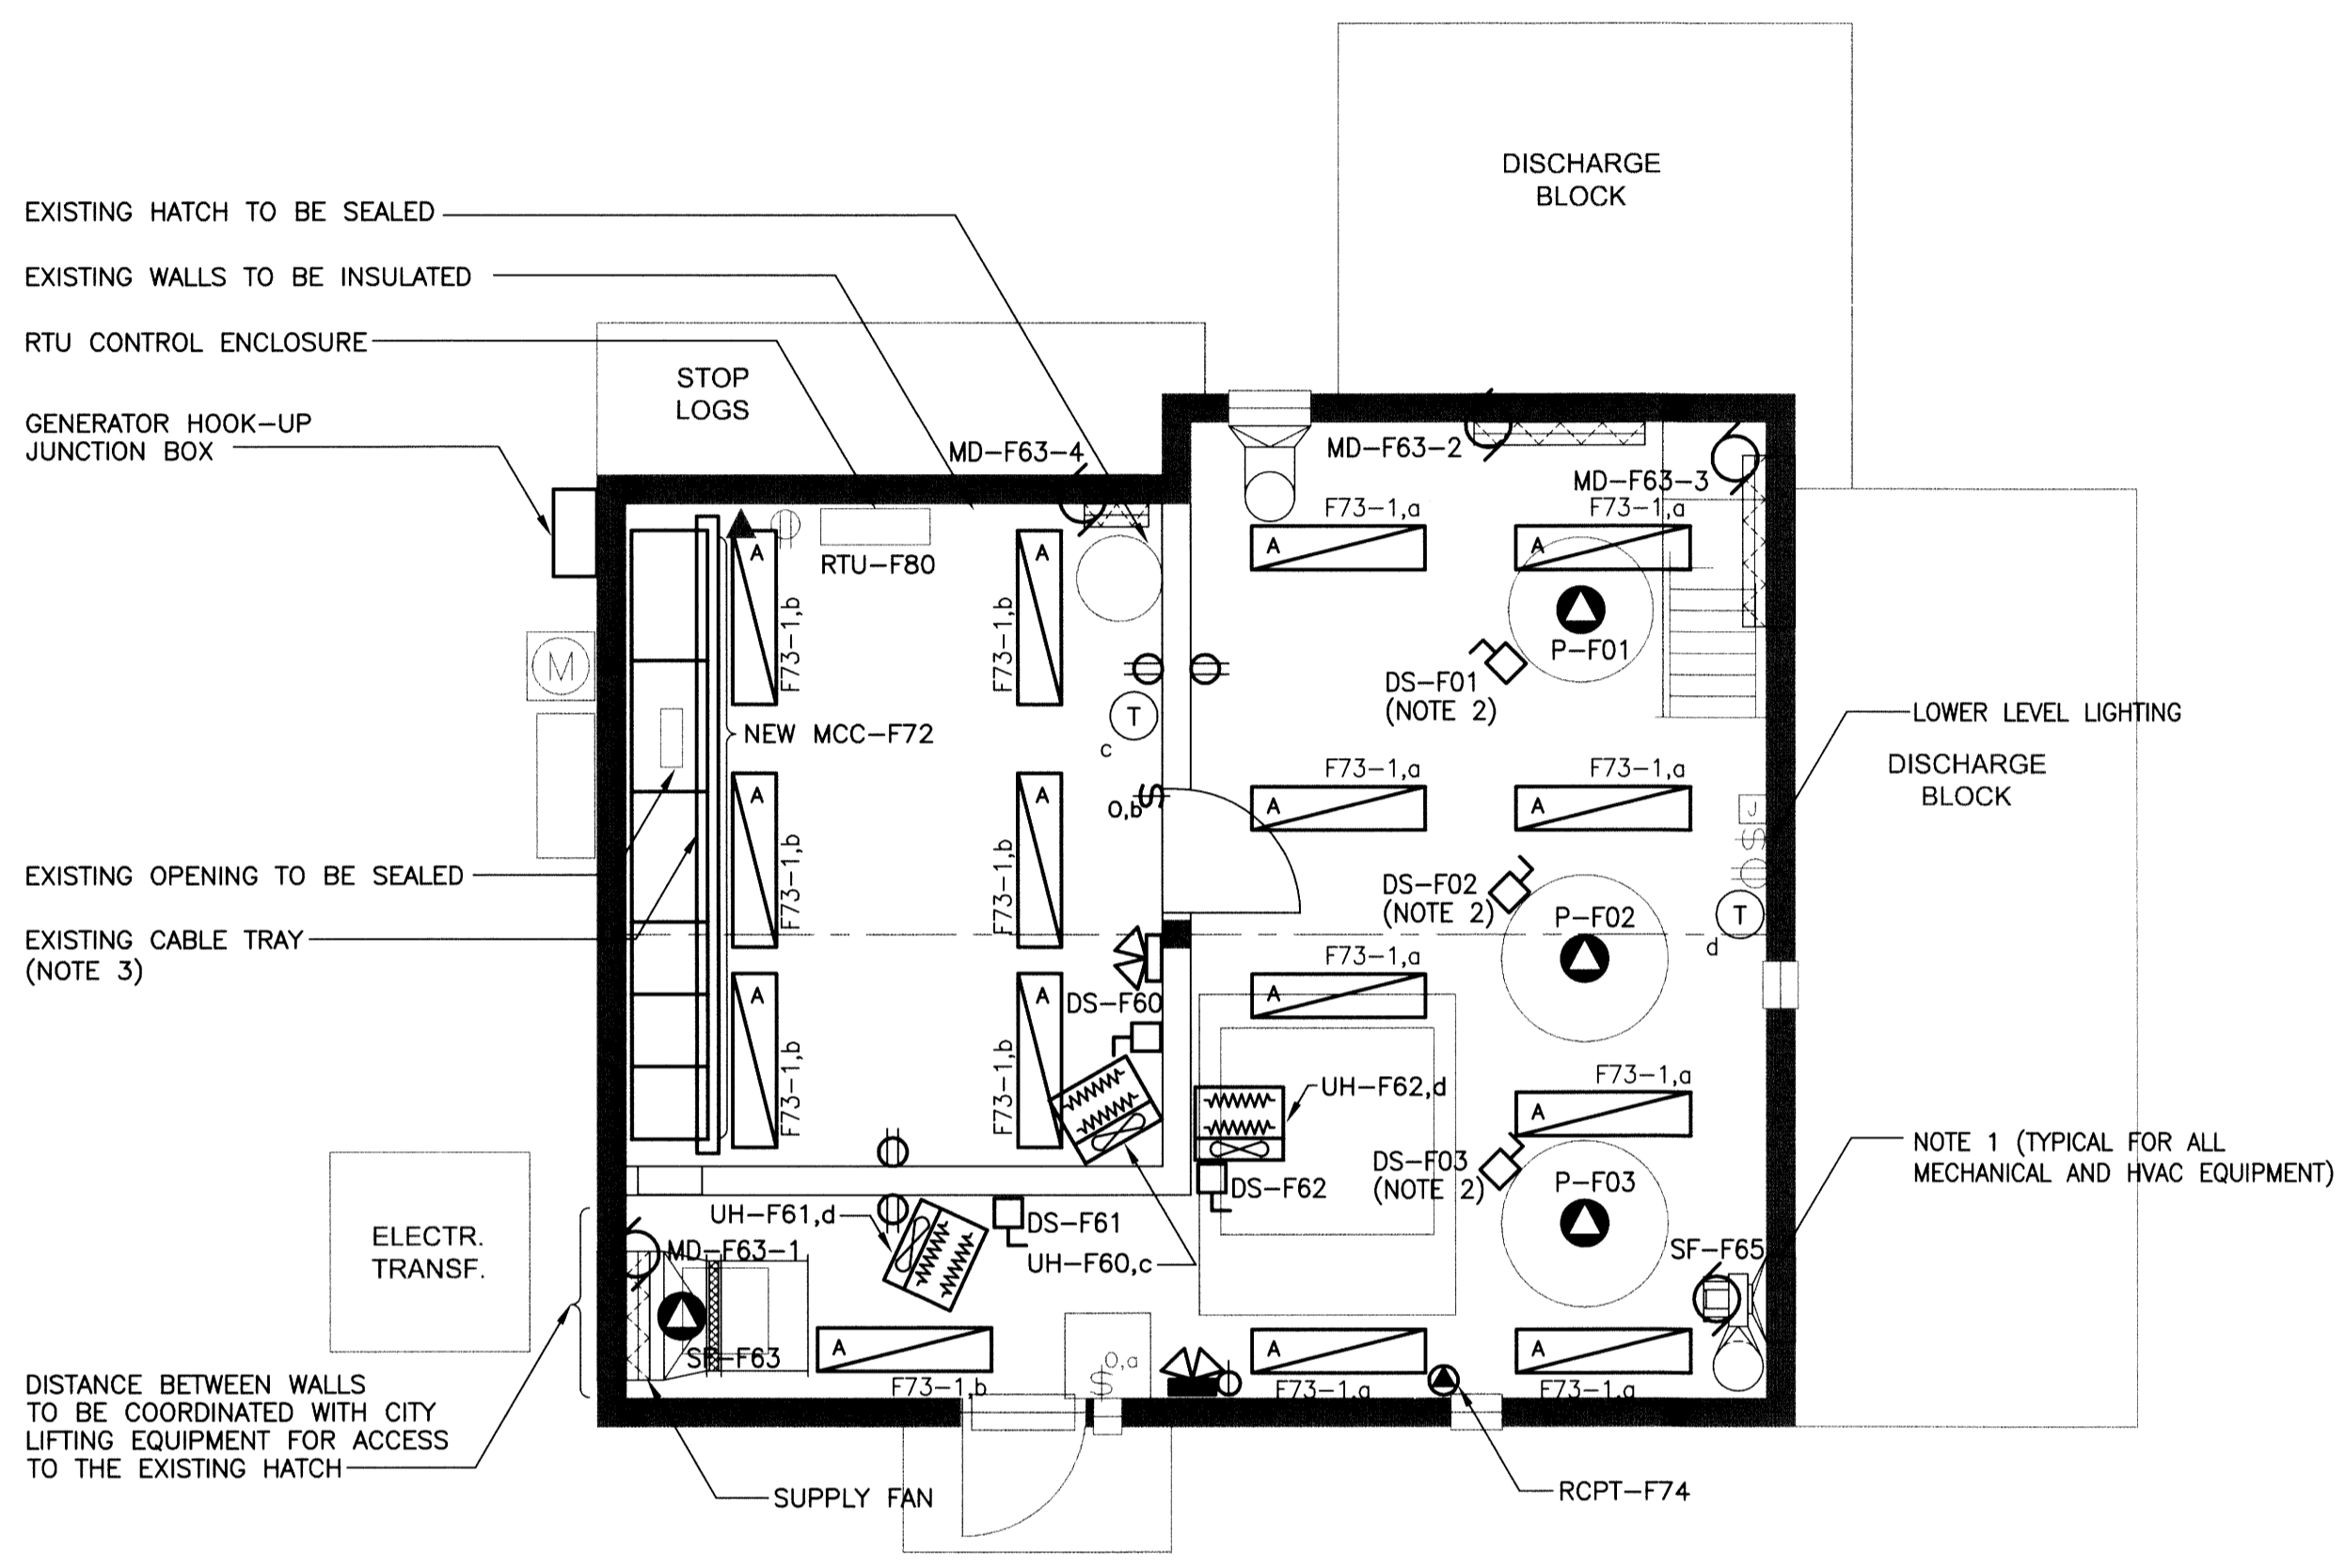 DISCHARGE
BLOCK
EXISTING HATCH TO BE SEALED
EXISTING WALLS TO BE INSULATED
RTU CONTROL ENCLOSURE
STOP
LOGS
GENERATOR HOOK-UP
JUNCTION BOX
MD-F63-4
MD-F63-2
MD-F63-3
F73-1,a
F73-1,a
A
A
A
A
RTU-F80
F73-1,b
F73-1,b
P-F01
M
DS-F01
(NOTE 2)
T
c
NEW MCC-F72
LOWER LEVEL LIGHTING
DISCHARGE
BLOCK
F73-1,a
F73-1,a
A
A
A
A
O,b
S
J
S
F73-1,b
F73-1,b
EXISTING OPENING TO BE SEALED
DS-F02
(NOTE 2)
P-F02
T
d
EXISTING CABLE TRAY
(NOTE 3)
F73-1,a
A
A
A
DS-F60
F73-1,b
F73-1,b
UH-F62,d
F73-1,a
A
NOTE 1 (TYPICAL FOR ALL
MECHANICAL AND HVAC EQUIPMENT)
DS-F03
(NOTE 2)
P-F03
DS-F62
UH-F61,d
DS-F61
UH-F60,c
ELECTR.
TRANSF.
MD-F63-1
SF-F65
SF-F63
A
F73-1,b
O,a
S
A
F73-1,a
A
F73-1,a
DISTANCE BETWEEN WALLS
TO BE COORDINATED WITH CITY
LIFTING EQUIPMENT FOR ACCESS
TO THE EXISTING HATCH
SUPPLY FAN
RCPT-F74